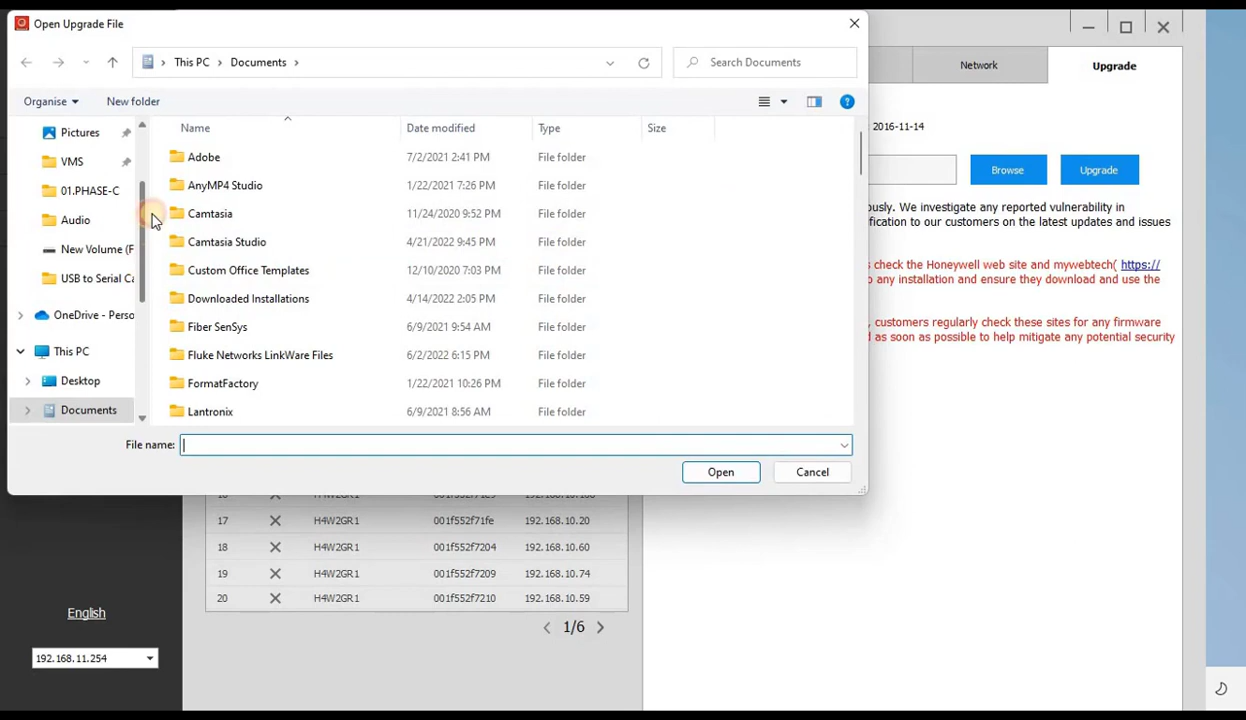 Open Upgrade File
This PC
Documents
Search Documents
Network
Upgrade
Organise
New folder
Name
Date modified
Type
Size
2016-11-14
Pictures
VMS
01.PHASE-C
Audio
New Volume (F
USB to Serial Ca
OneDrive - Perso
This PC
Desktop
Documents
Adobe 7/2/2021 2:41 PM File folder
AnyMP4 Studio 1/22/2021 7:26 PM File folder
Camtasia 11/24/2020 9:52 PM File folder
Camtasia Studio 4/21/2022 9:45 PM File folder
Custom Office Templates 12/10/2020 7:03 PM File folder
Downloaded Installations 4/14/2022 2:05 PM File folder
Fiber SenSys 6/9/2021 9:54 AM File folder
Fluke Networks LinkWare Files 6/2/2022 6:15 PM File folder
FormatFactory 1/22/2021 10:26 PM File folder
Lantronix 6/9/2021 8:56 AM File folder
Browse
Upgrade
ously. We investigate any reported vulnerability in
fication to our customers on the latest updates and issues
s check the Honeywell web site and mywebtech( https://
o any installation and ensure they download and use the
, customers regularly check these sites for any firmware
d as soon as possible to help mitigate any potential security
File name:
Open
Cancel
17 H4W2GR1 001f552f71fe 192.168.10.20
18 H4W2GR1 001f552f7204 192.168.10.60
19 H4W2GR1 001f552f7209 192.168.10.74
20 H4W2GR1 001f552f7210 192.168.10.59
1/6
English
192.168.11.254